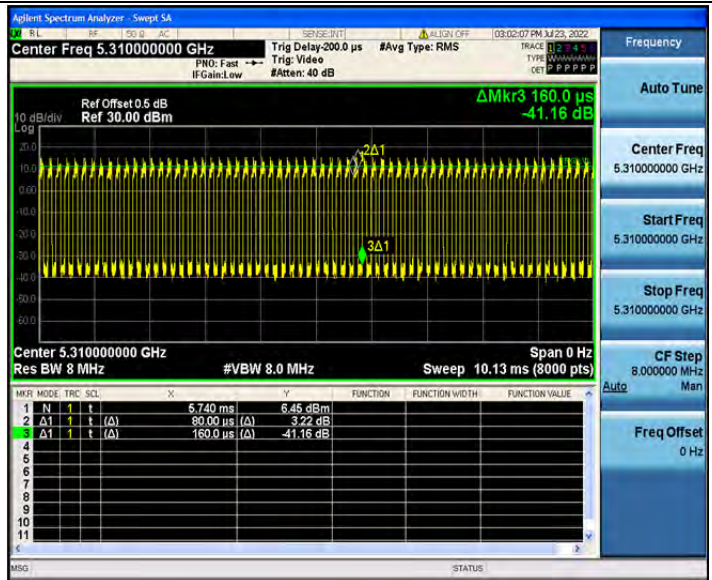 Agilent Spectrum Analyzer - Swept SA
RL RF 50 Ω AC SENSE:INT ALIGN OFF 03:02:07 PM Jul 23, 2022
Center Freq 5.310000000 GHz
PNO: Fast
IFGain:Low
Trig Delay-200.0 µs
Trig: Video
#Atten: 40 dB
#Avg Type: RMS
TRACE 1 2 3 4 5 6
TYPE
DET P P P P P P
Ref Offset 0.5 dB
10 dB/div Ref 30.00 dBm
Log
ΔMkr3 160.0 µs
-41.16 dB
20.0
10.0
0.00
-10.0
-20.0
-30.0
-40.0
-50.0
-60.0
2Δ1
3Δ1
Center 5.310000000 GHz Span 0 Hz
Res BW 8 MHz #VBW 8.0 MHz Sweep 10.13 ms (8000 pts)
MKR MODE TRC SCL X Y FUNCTION FUNCTION WIDTH FUNCTION VALUE
1 N 1 t 5.740 ms 6.45 dBm
2 Δ1 1 t (Δ) 80.00 µs (Δ) 3.22 dB
3 Δ1 1 t (Δ) 160.0 µs (Δ) -41.16 dB
4
5
6
7
8
9
10
11
MSG STATUS
Frequency
Auto Tune
Center Freq
5.310000000 GHz
Start Freq
5.310000000 GHz
Stop Freq
5.310000000 GHz
CF Step
8.000000 MHz
Auto Man
Freq Offset
0 Hz